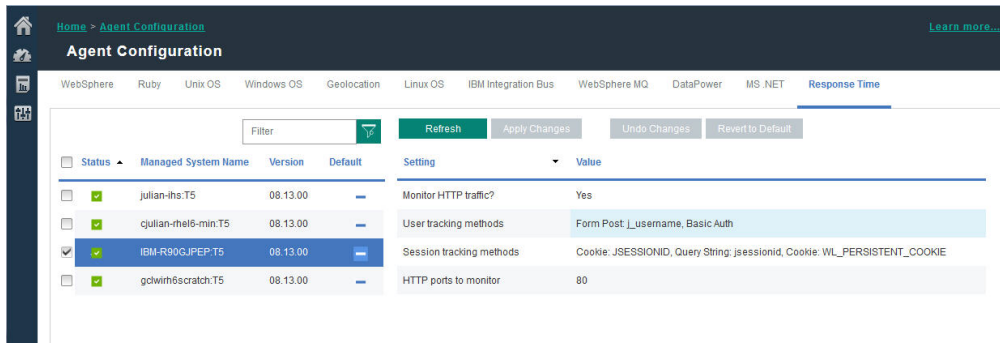 Home > Agent Configuration
Learn more...
Agent Configuration
WebSphere Ruby Unix OS Windows OS Geolocation Linux OS IBM Integration Bus WebSphere MQ DataPower MS .NET Response Time
Filter Refresh Apply Changes Undo Changes Revert to Default
Status Managed System Name Version Default Setting Value
julian-ihs:T5 08.13.00 Monitor HTTP traffic? Yes
cjulian-rhel6-min:T5 08.13.00 User tracking methods Form Post: j_username, Basic Auth
IBM-R90GJPEP:T5 08.13.00 Session tracking methods Cookie: JSESSIONID, Query String: jsessionid, Cookie: WL_PERSISTENT_COOKIE
gclwirh6scratch:T5 08.13.00 HTTP ports to monitor 80